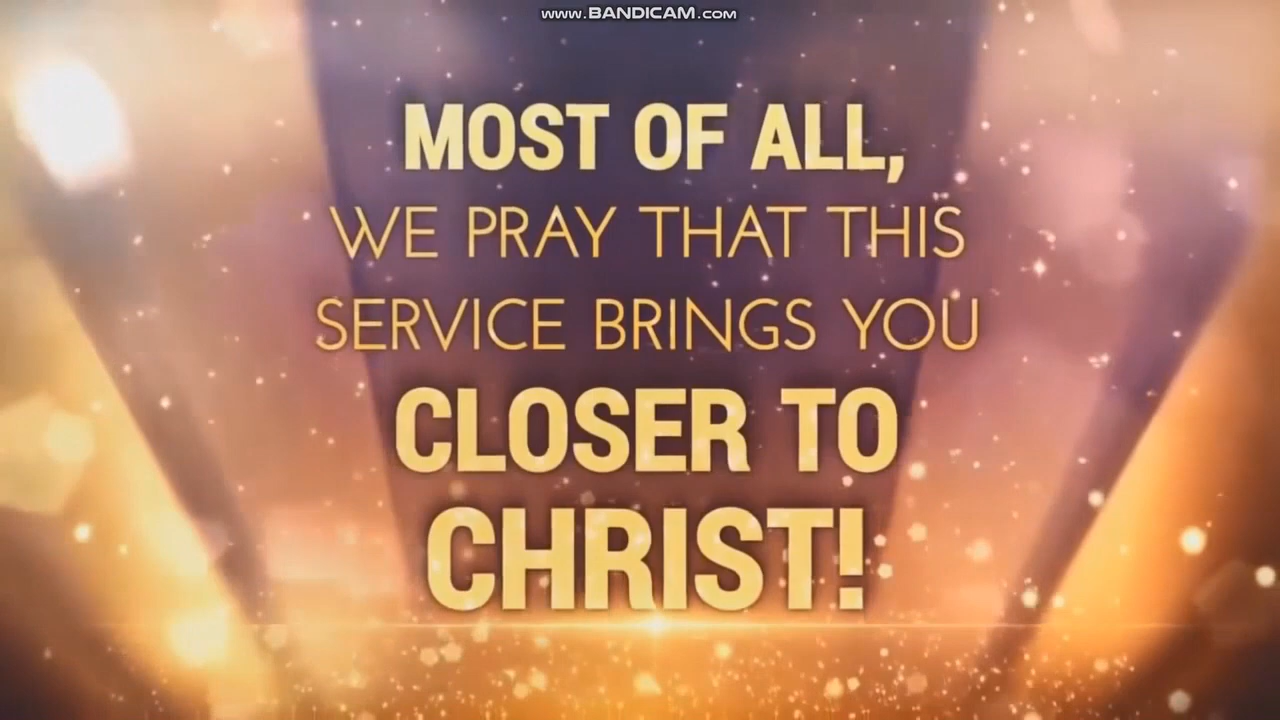 www.BANDICAM.com
MOST OF ALL,
WE PRAY THAT THIS
SERVICE BRINGS YOU
CLOSER TO
CHRIST!